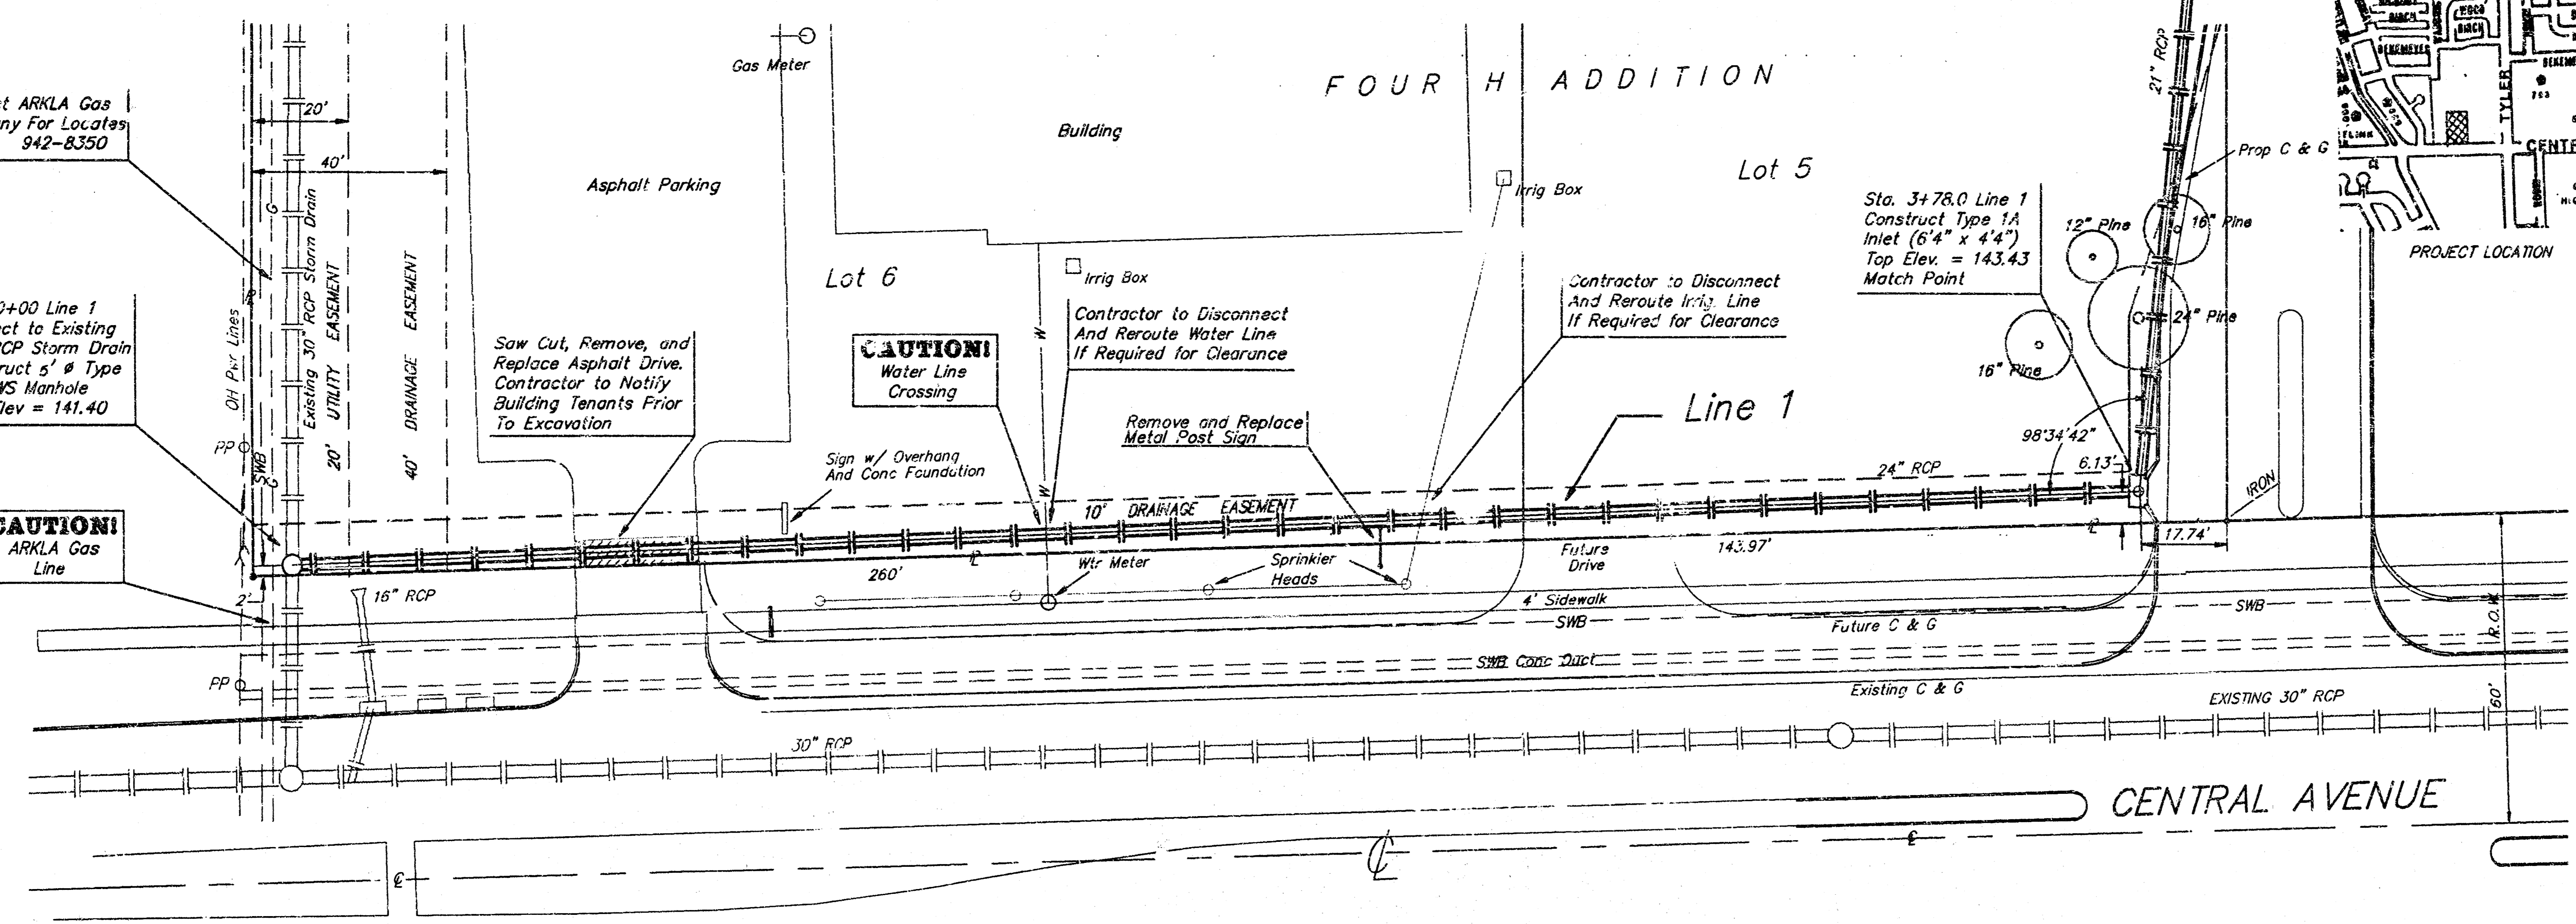 Gas Meter
FOUR H ADDITION
Building
Asphalt Parking
Lot 5
Lot 6
Irrig Box
Irrig Box
ARKLA Gas
For Locates
942-8350
20'
40'
G
Existing 30" RCP Storm Drain
20' UTILITY EASEMENT
40' DRAINAGE EASEMENT
OH Pwr Lines
0+00 Line 1
to Existing
Storm Drain
5' Ø Type
Manhole
= 141.40
PP
SWB
G
CAUTION!
ARKLA Gas
Line
2'
PP
16" RCP
Saw Cut, Remove, and
Replace Asphalt Drive.
Contractor to Notify
Building Tenants Prior
To Excavation
Sign w/ Overhang
And Conc Foundation
CAUTION!
Water Line
Crossing
W
W
Contractor to Disconnect
And Reroute Water Line
If Required for Clearance
Remove and Replace
Metal Post Sign
Contractor to Disconnect
And Reroute Irrig. Line
If Required for Clearance
Line 1
Sta. 3+78.0 Line 1
Construct Type 1A
Inlet (6'4" x 4'4")
Top Elev. = 143.43
Match Point
21" RCP
Prop C & G
12" Pine
16" Pine
24" Pine
16" Pine
98°34'42"
6.13'
24" RCP
IRON
17.74'
10' DRAINAGE EASEMENT
260'
Wtr Meter
Sprinkler
Heads
Future
Drive
143.97'
4' Sidewalk
SWB
SWB
Future C & G
SWB Conc Duct
Existing C & G
EXISTING 30" RCP
30" RCP
60' R.O.W.
CENTRAL AVENUE
BIRCH
BIRCH
TYLER
PROJECT LOCATION